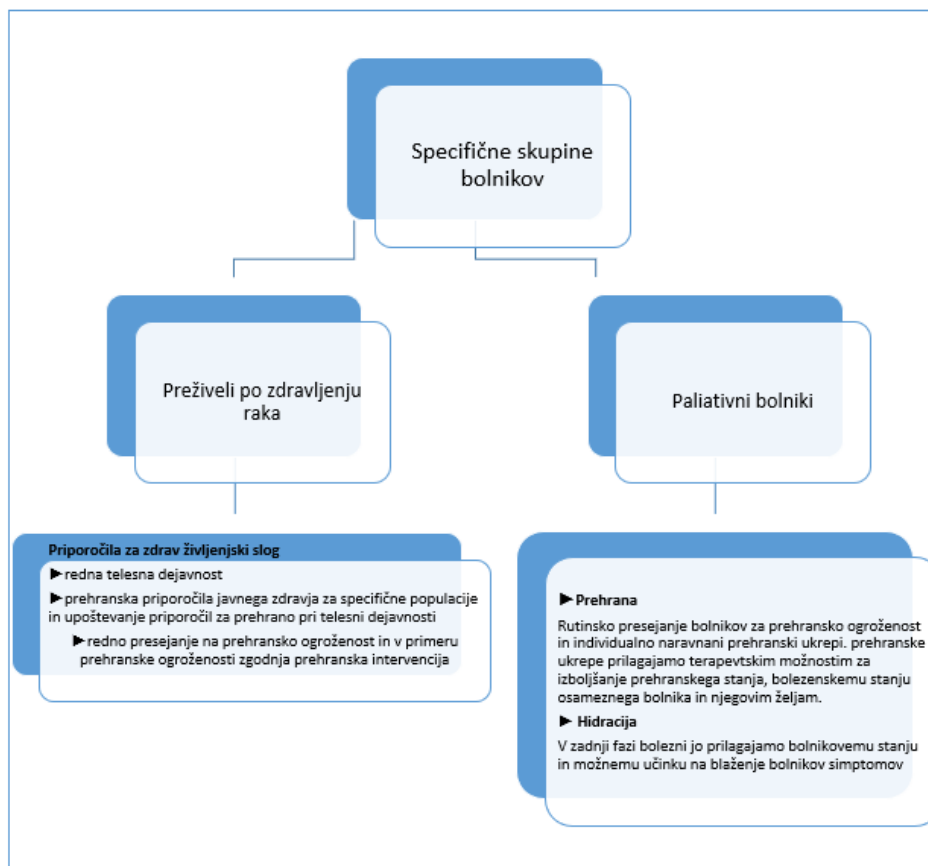 Specifične skupine
bolnikov
Preživeli po zdravljenju
raka
Paliativni bolniki
Priporočila za zdrav življenjski slog
►redna telesna dejavnost
►prehranska priporočila javnega zdravja za specifične populacije
in upoštevanje priporočil za prehrano pri telesni dejavnosti
►redno presejanje na prehransko ogroženost in v primeru
prehranske ogroženosti zgodnja prehranska intervencija
► Prehrana
Rutinsko presejanje bolnikov za prehransko ogroženost
in individualno naravnani prehranski ukrepi. prehranske
ukrepe prilagajamo terapevtskim možnostim za
izboljšanje prehranskega stanja, bolezenskemu stanju
osameznega bolnika in njegovim željam.
► Hidracija
V zadnji fazi bolezni jo prilagajamo bolnikovemu stanju
in možnemu učinku na blaženje bolnikov simptomov